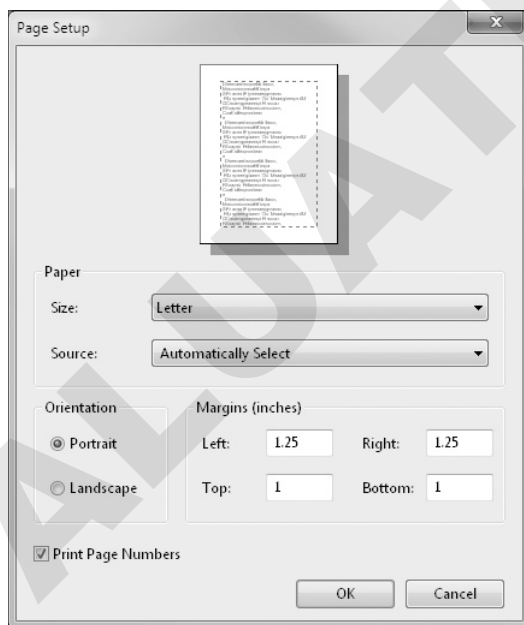 Page Setup
Paper
Size: Letter
Source: Automatically Select
Orientation
Portrait
Landscape
Margins (inches)
Left: 1.25 Right: 1.25
Top: 1 Bottom: 1
Print Page Numbers
OK Cancel